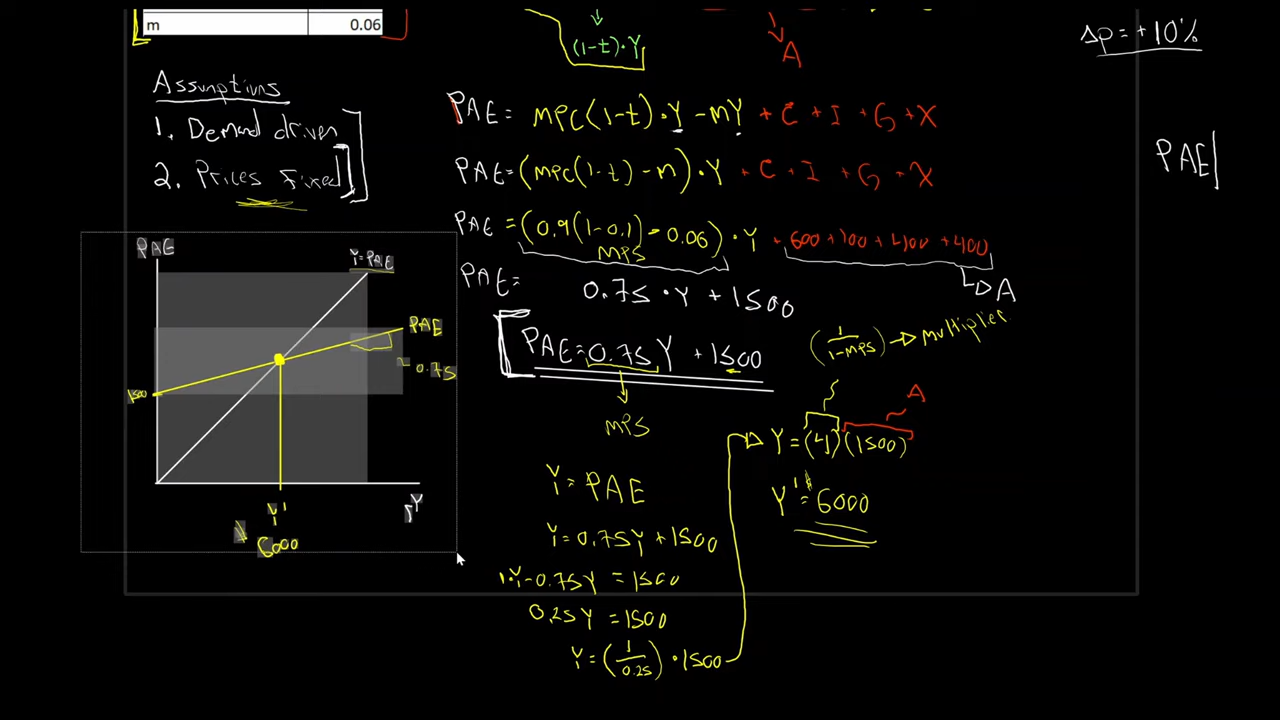 m 0.06
(1-t)·Y
A
Δp = +10%
Assumptions
1. Demand driven
2. Prices Fixed
PAE = MPC(1-t)·Y - mY + C + I + G + X
PAE = (mpc(1-t) - m)·Y + C + I + G + X
PAE = (0.9(1-0.1) - 0.06)·Y + 600 + 100 + 400 + 400
MPS
A
PAE = 0.75·Y + 1500
PAE = 0.75Y + 1500
MPS
PAE
PAE
Y=PAE
PAE
1500
0.75
Y
Y'
6000
(1/1-MPS) → multiplier
A
Y = (4)(1500)
Y' = 6000
Y = PAE
Y = 0.75Y + 1500
1·Y - 0.75Y = 1500
0.25Y = 1500
Y = (1/0.25)·1500